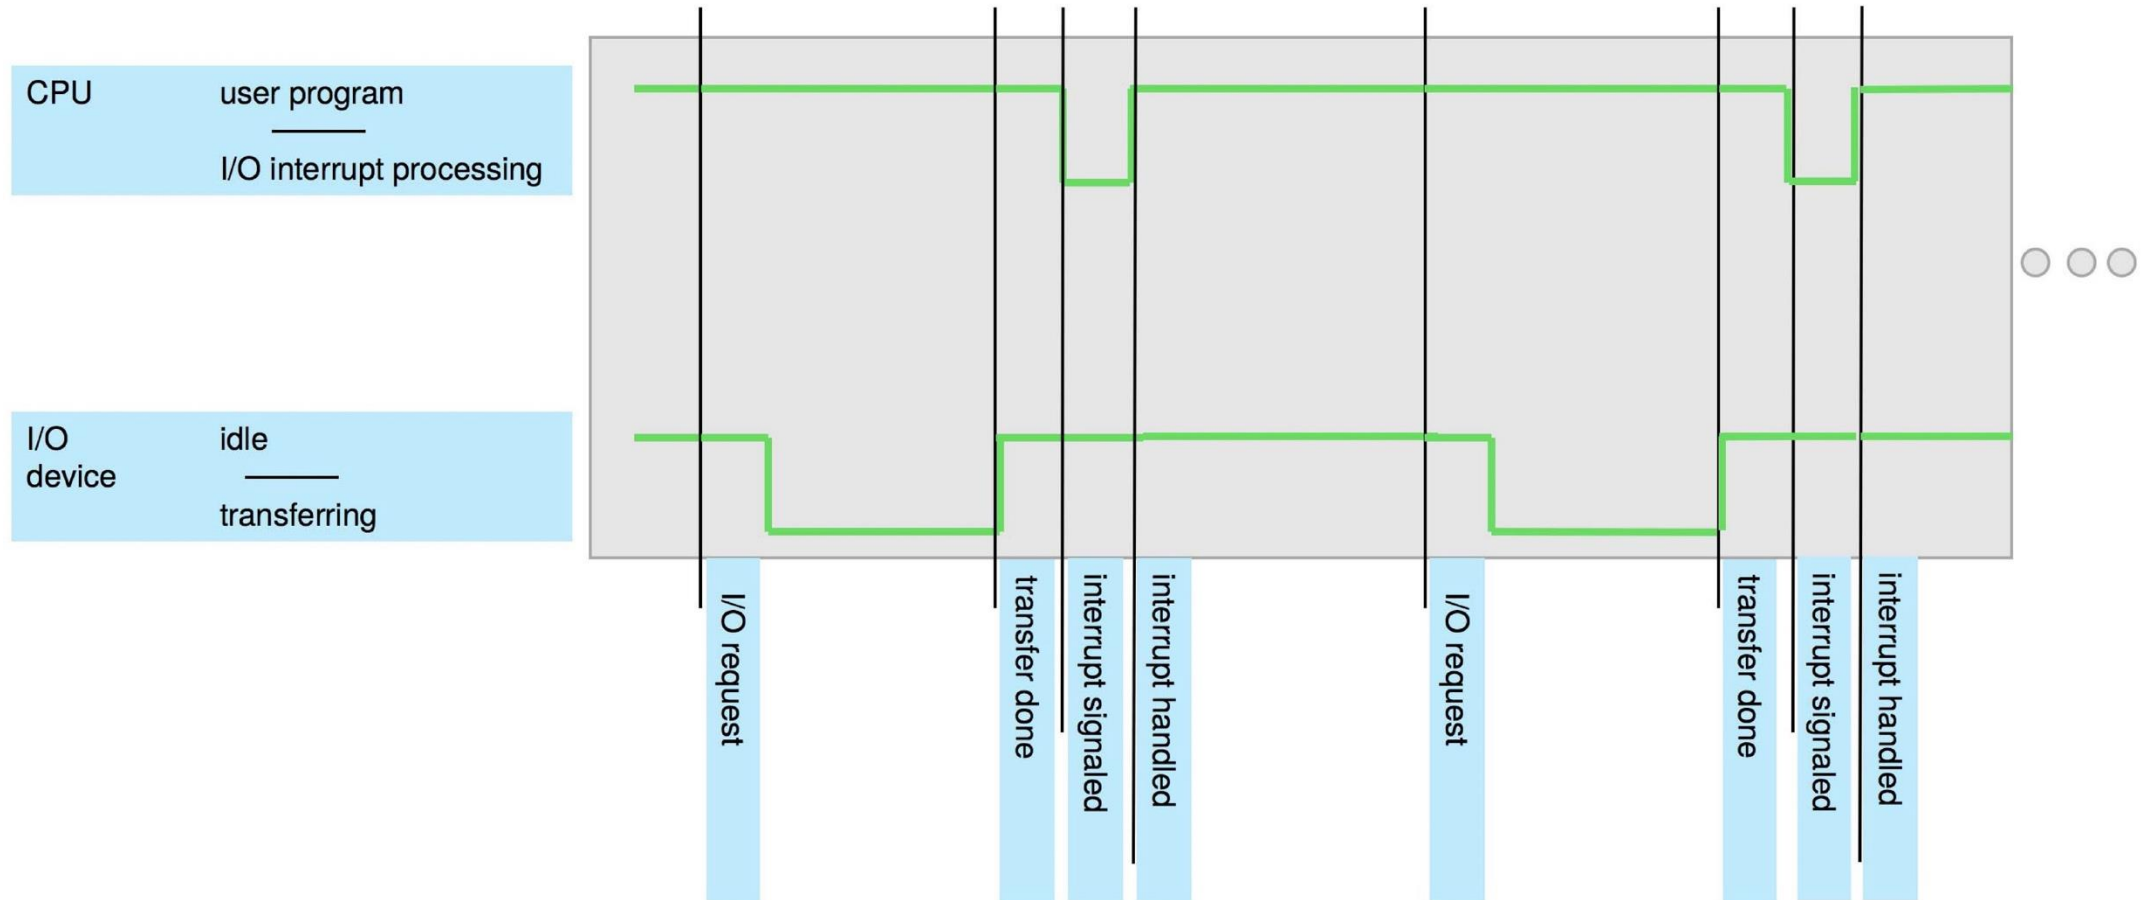 CPU
user program
I/O interrupt processing
I/O
device
idle
transferring
I/O request
transfer done
interrupt signaled
interrupt handled
I/O request
transfer done
interrupt signaled
interrupt handled